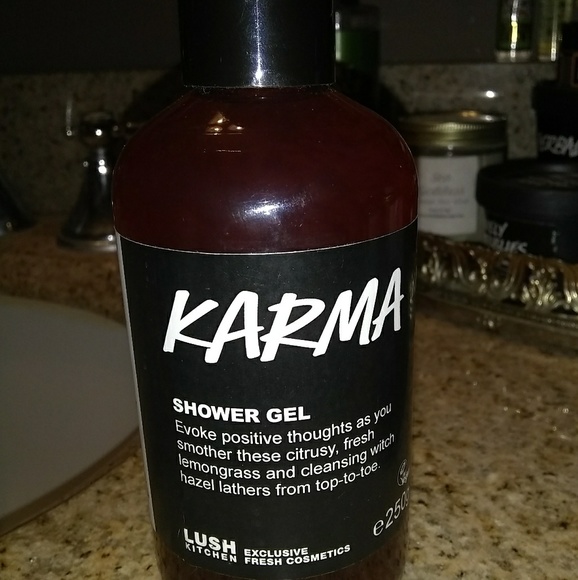 KARMA
SHOWER GEL
Evoke positive thoughts as you
smother these citrusy, fresh
lemongrass and cleansing witch
hazel lathers from top-to-toe.
e250g
LUSH
KITCHEN
EXCLUSIVE
FRESH COSMETICS